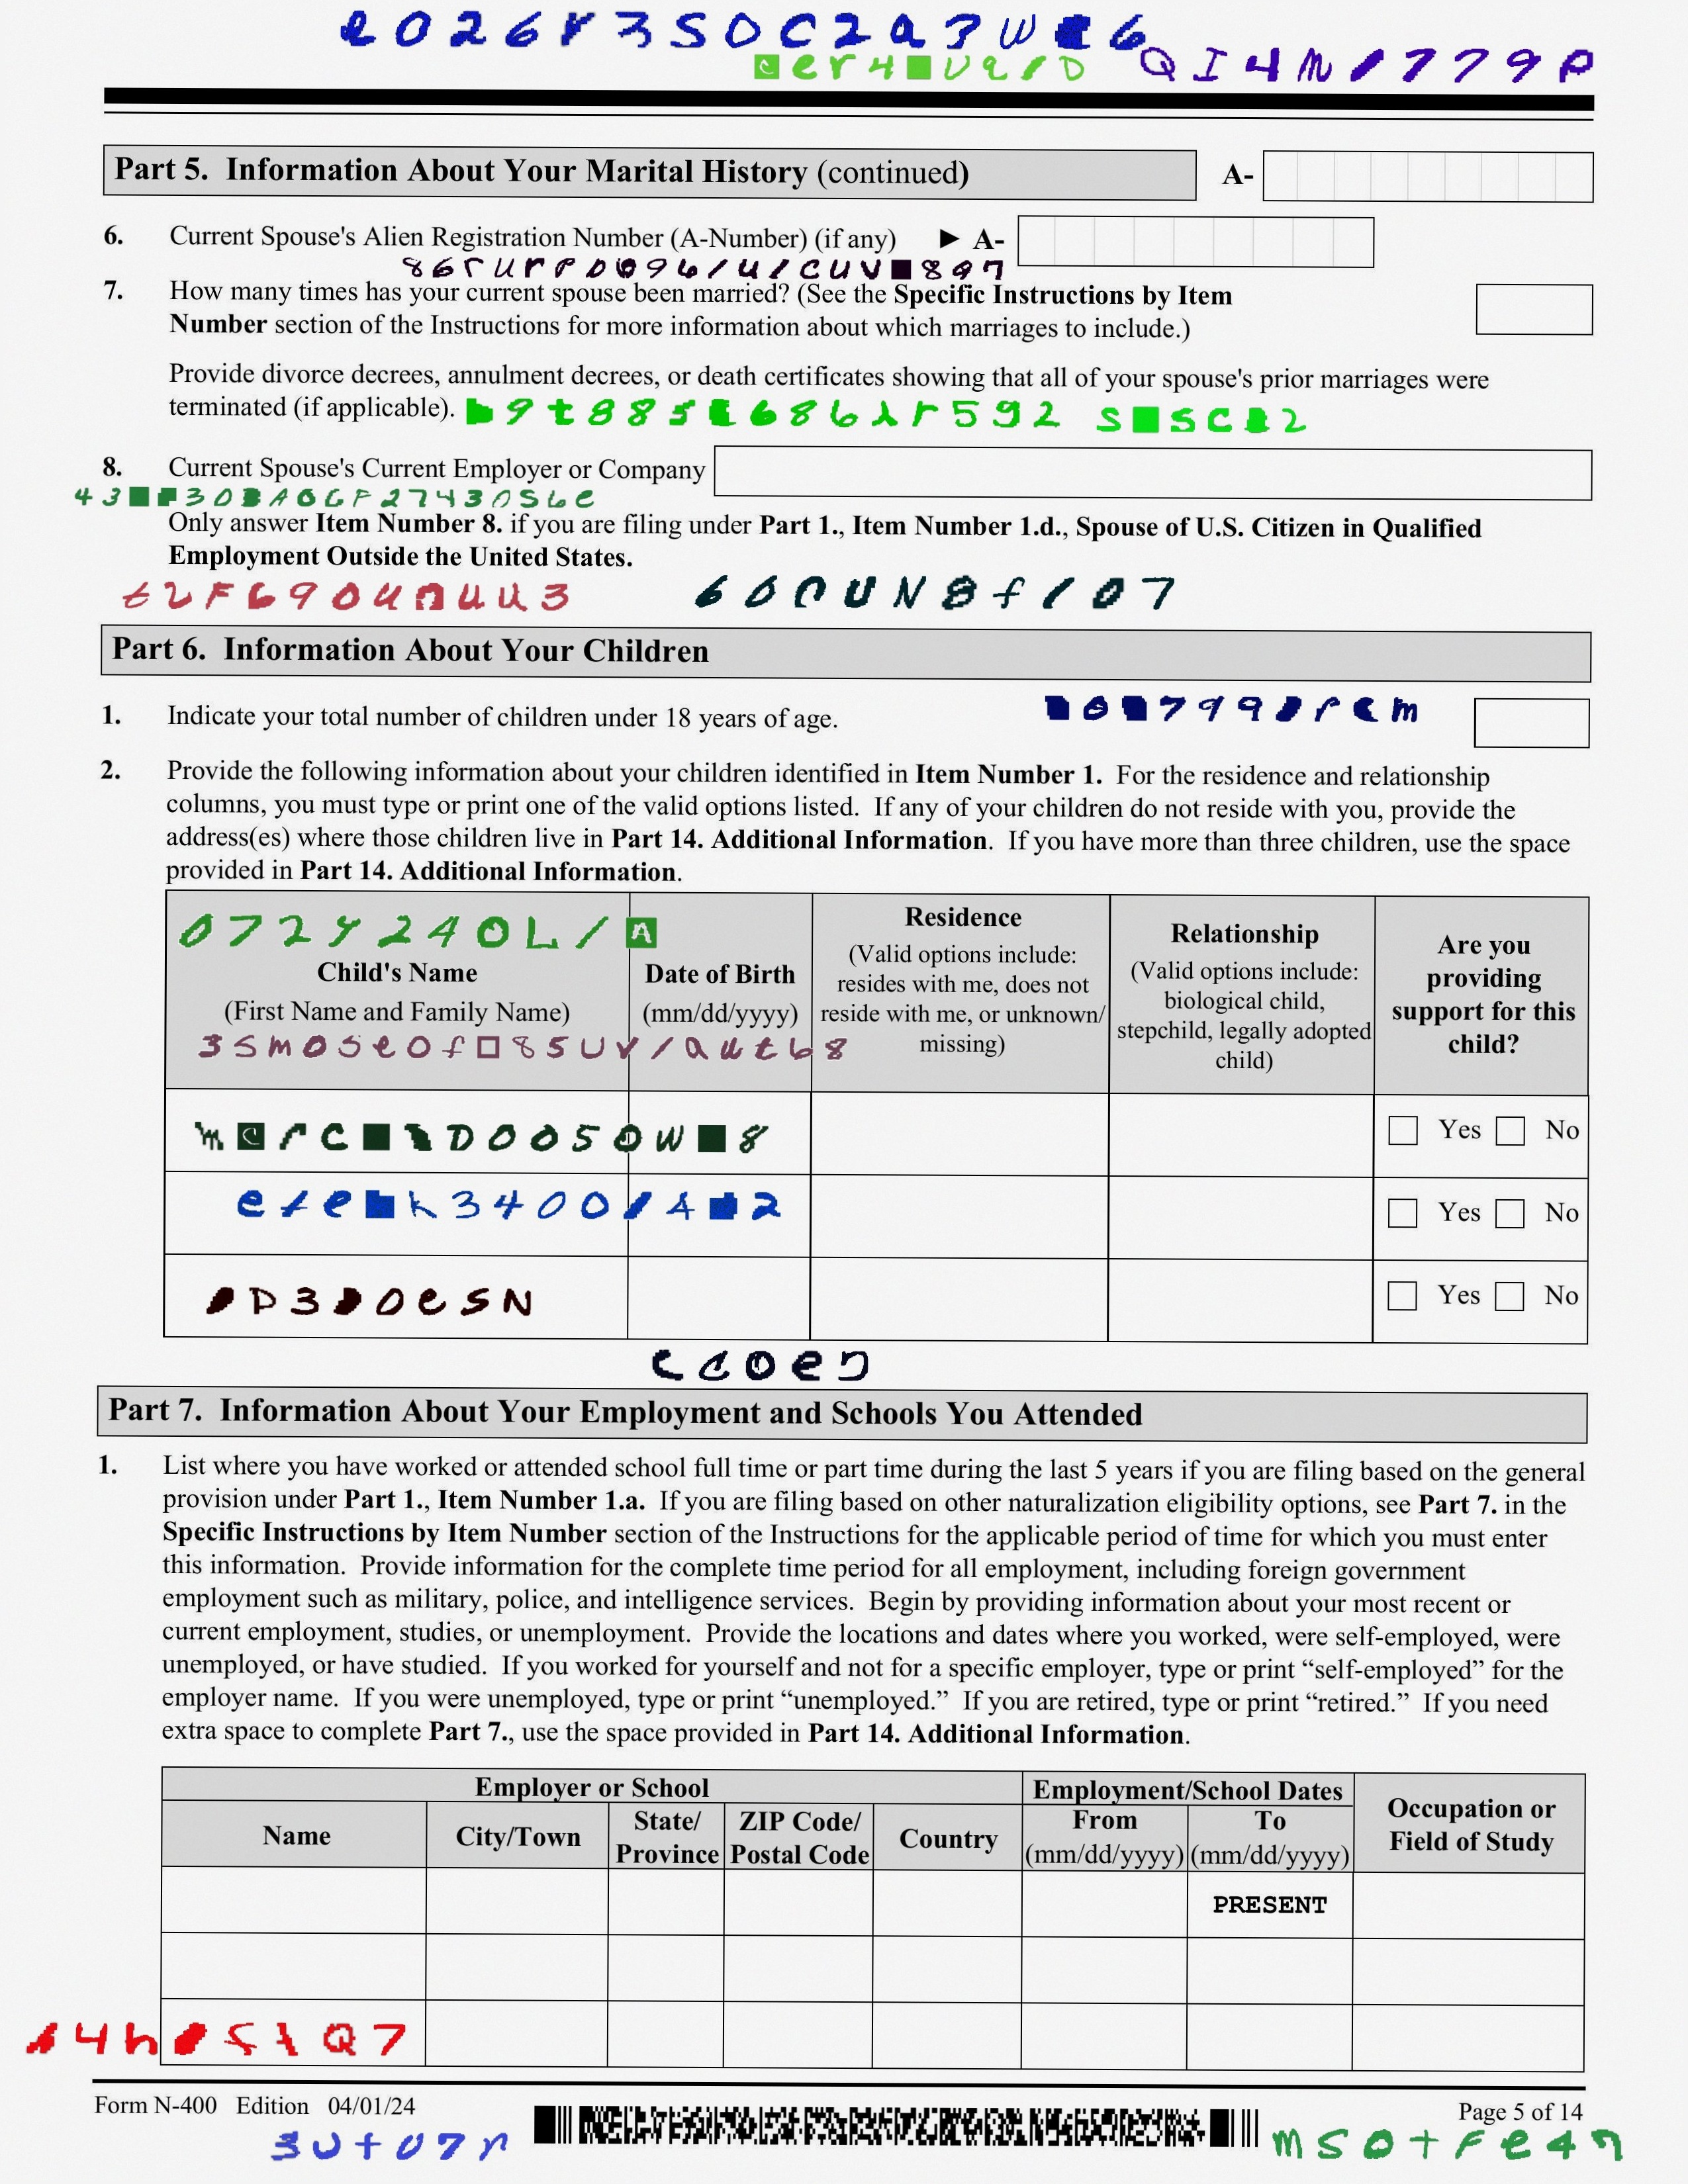 Part 5. Information About Your Marital History (continued)
A-
6. Current Spouse's Alien Registration Number (A-Number) (if any) ► A-
7. How many times has your current spouse been married? (See the Specific Instructions by Item
Number section of the Instructions for more information about which marriages to include.)
Provide divorce decrees, annulment decrees, or death certificates showing that all of your spouse's prior marriages were
terminated (if applicable).
8. Current Spouse's Current Employer or Company
Only answer Item Number 8. if you are filing under Part 1., Item Number 1.d., Spouse of U.S. Citizen in Qualified
Employment Outside the United States.
Part 6. Information About Your Children
1. Indicate your total number of children under 18 years of age.
2. Provide the following information about your children identified in Item Number 1. For the residence and relationship
columns, you must type or print one of the valid options listed. If any of your children do not reside with you, provide the
address(es) where those children live in Part 14. Additional Information. If you have more than three children, use the space
provided in Part 14. Additional Information.
Child's Name
(First Name and Family Name)
Date of Birth
(mm/dd/yyyy)
Residence
(Valid options include:
resides with me, does not
reside with me, or unknown/
missing)
Relationship
(Valid options include:
biological child,
stepchild, legally adopted
child)
Are you
providing
support for this
child?
Yes No
Yes No
Yes No
Part 7. Information About Your Employment and Schools You Attended
1. List where you have worked or attended school full time or part time during the last 5 years if you are filing based on the general
provision under Part 1., Item Number 1.a. If you are filing based on other naturalization eligibility options, see Part 7. in the
Specific Instructions by Item Number section of the Instructions for the applicable period of time for which you must enter
this information. Provide information for the complete time period for all employment, including foreign government
employment such as military, police, and intelligence services. Begin by providing information about your most recent or
current employment, studies, or unemployment. Provide the locations and dates where you worked, were self-employed, were
unemployed, or have studied. If you worked for yourself and not for a specific employer, type or print “self-employed” for the
employer name. If you were unemployed, type or print “unemployed.” If you are retired, type or print “retired.” If you need
extra space to complete Part 7., use the space provided in Part 14. Additional Information.
Employer or School
Employment/School Dates
Occupation or
Field of Study
Name
City/Town
State/
Province
ZIP Code/
Postal Code
Country
From
(mm/dd/yyyy)
To
(mm/dd/yyyy)
PRESENT
Form N-400 Edition 04/01/24
Page 5 of 14